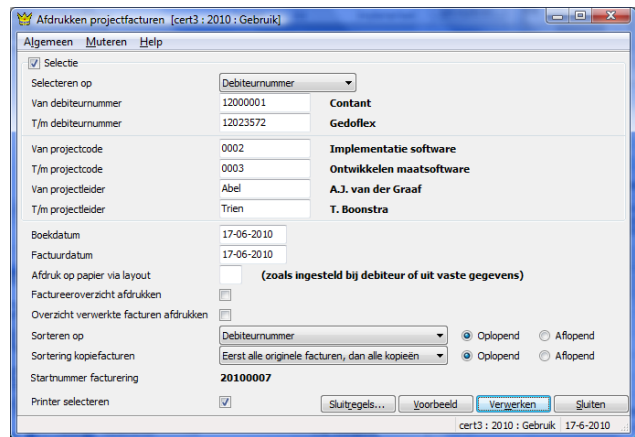 Afdrukken projectfacturen [cert3 : 2010 : Gebruik]
Algemeen Muteren Help
Selectie
Selecteren op Debiteurnummer
Van debiteurnummer 12000001 Contant
T/m debiteurnummer 12023572 Gedoflex
Van projectcode 0002 Implementatie software
T/m projectcode 0003 Ontwikkelen maatsoftware
Van projectleider Abel A.J. van der Graaf
T/m projectleider Trien T. Boonstra
Boekdatum 17-06-2010
Factuurdatum 17-06-2010
Afdruk op papier via layout (zoals ingesteld bij debiteur of uit vaste gegevens)
Factureeroverzicht afdrukken
Overzicht verwerkte facturen afdrukken
Sorteren op Debiteurnummer Oplopend Aflopend
Sortering kopiefacturen Eerst alle originele facturen, dan alle kopieën Oplopend Aflopend
Startnummer facturering 20100007
Printer selecteren Sluitregels... Voorbeeld Verwerken Sluiten
cert3 : 2010 : Gebruik 17-6-2010